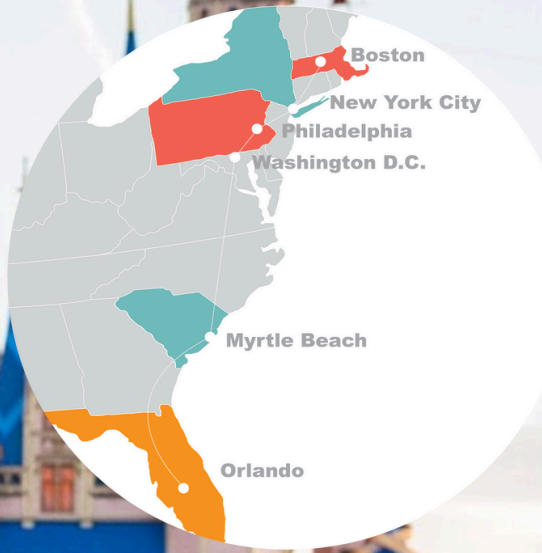 Boston
New York City
Philadelphia
Washington D.C.
Myrtle Beach
Orlando